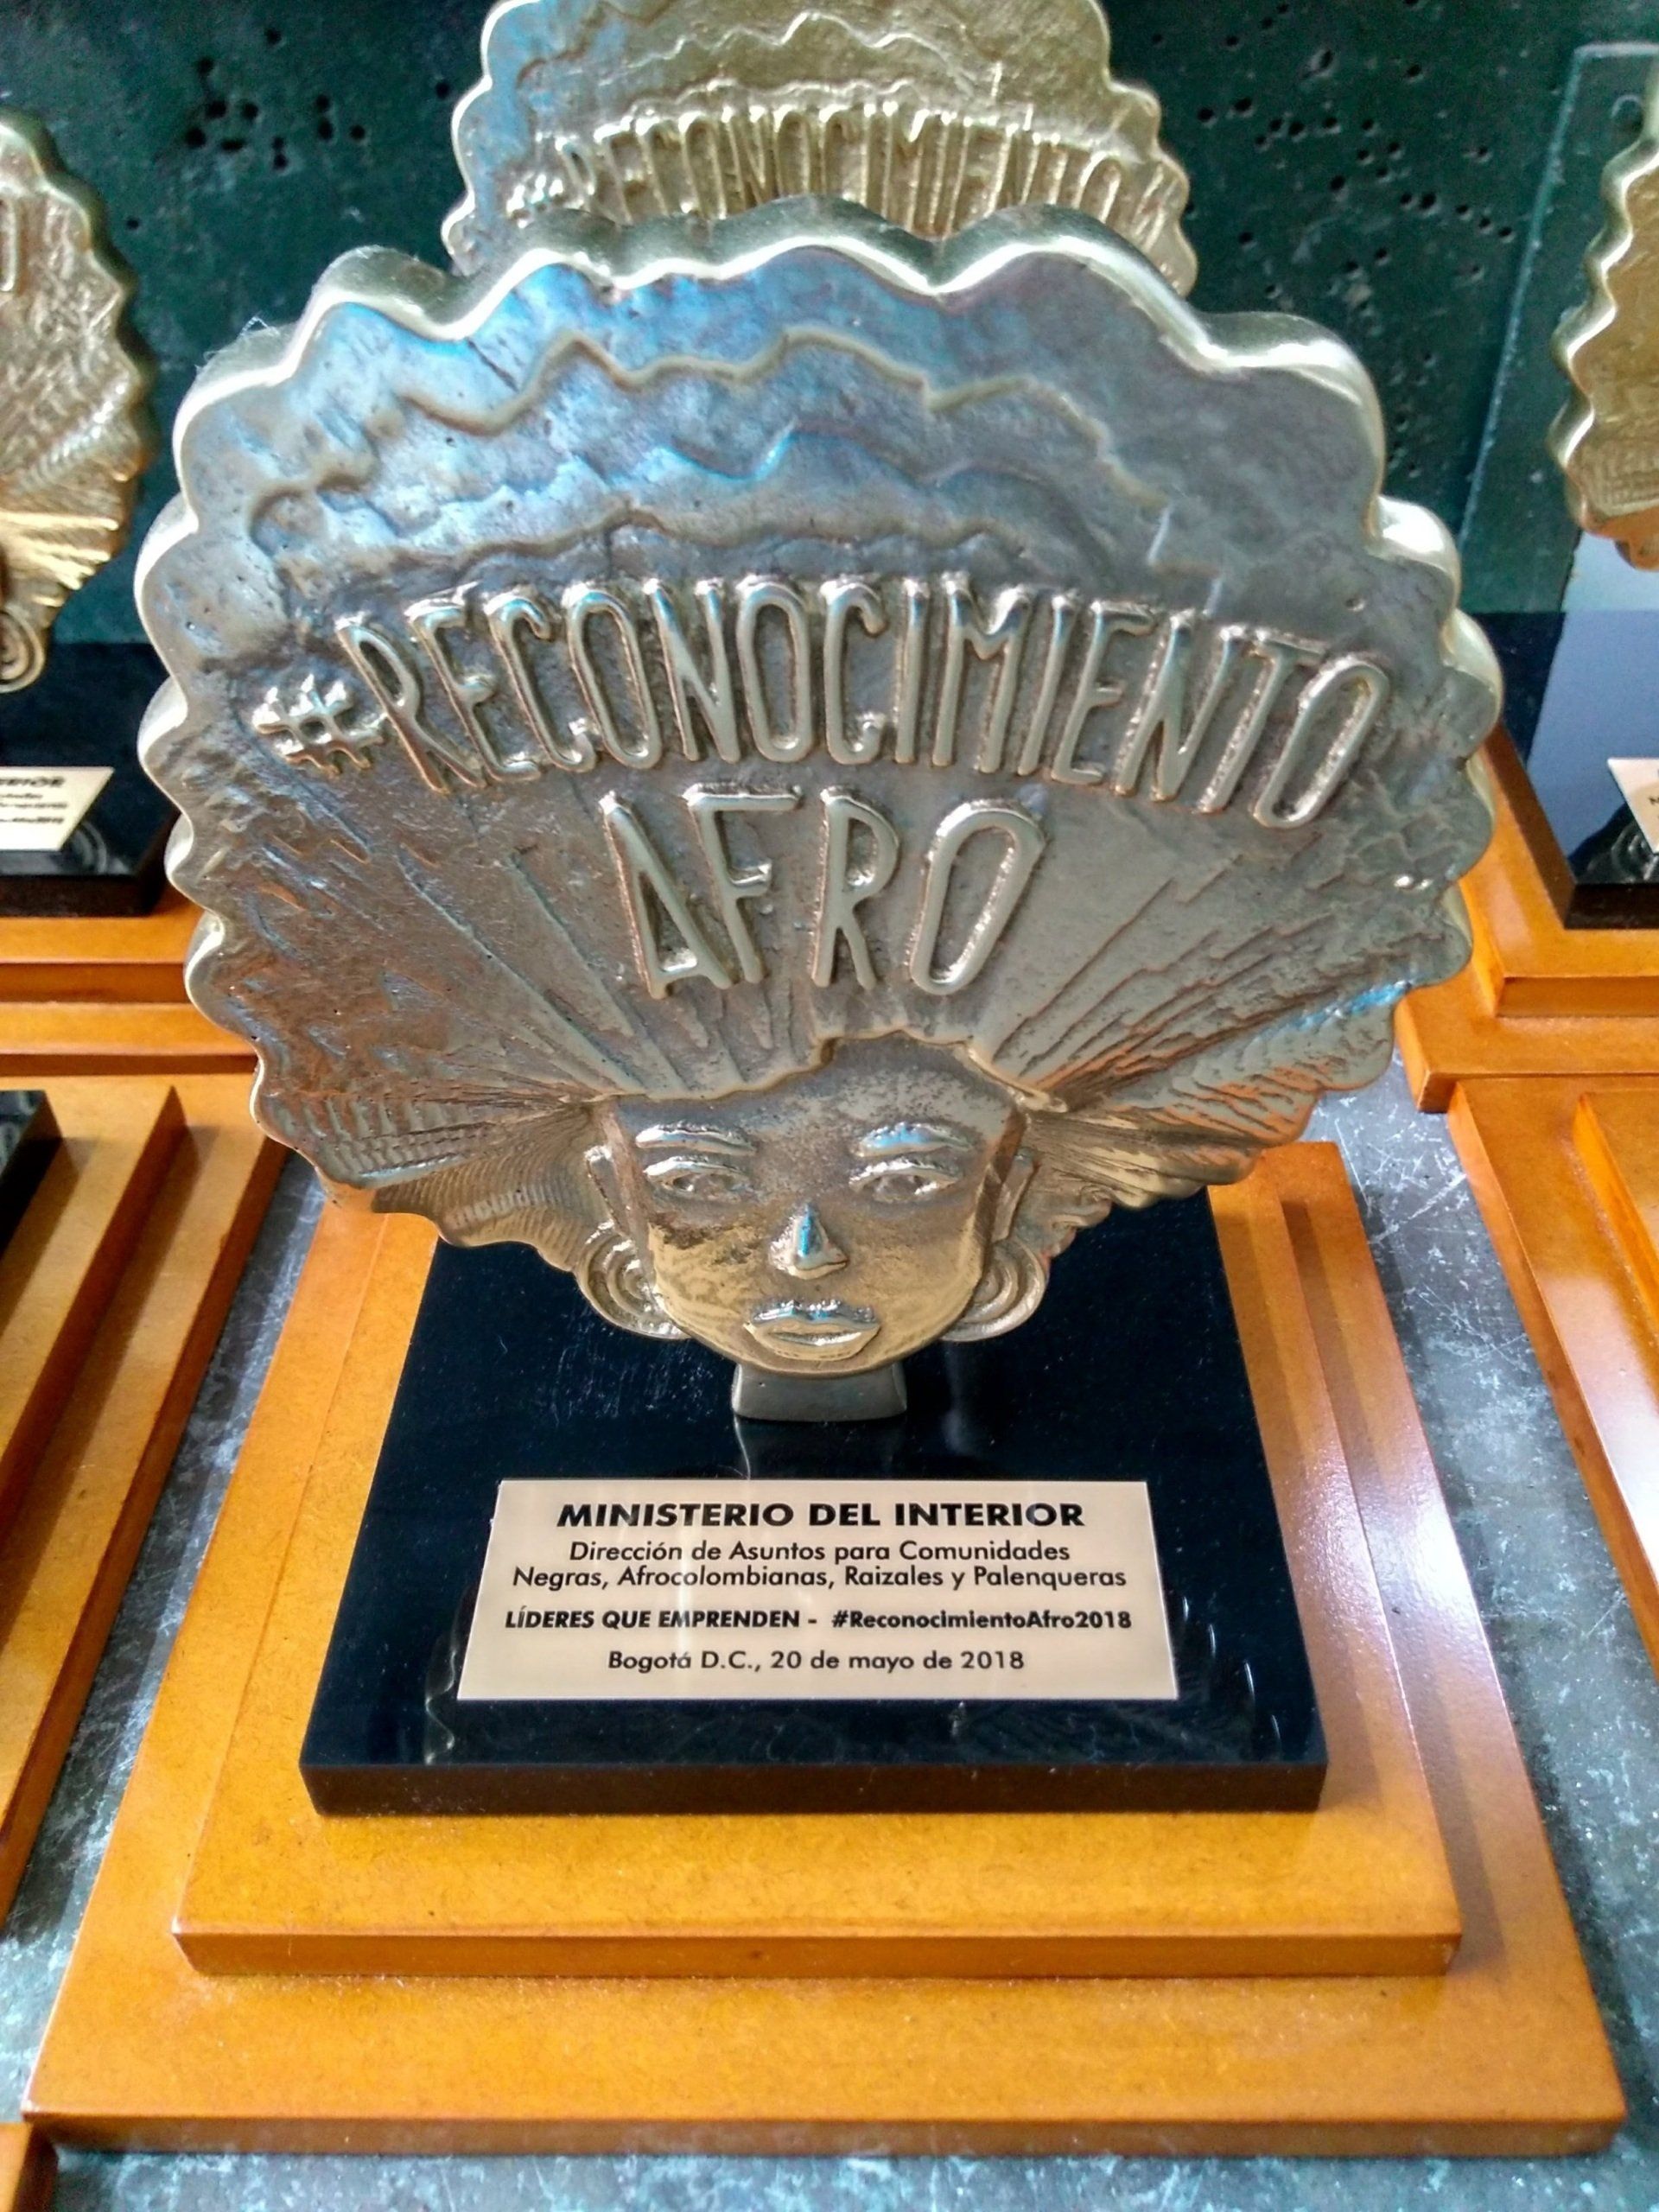 #RECONOCIMIENTO
#RECONOCIMIENTO
AFRO
MINISTERIO DEL INTERIOR
Dirección de Asuntos para Comunidades
Negras, Afrocolombianas, Raizales y Palenqueras
LÍDERES QUE EMPRENDEN - #ReconocimientoAfro2018
Bogotá D.C., 20 de mayo de 2018